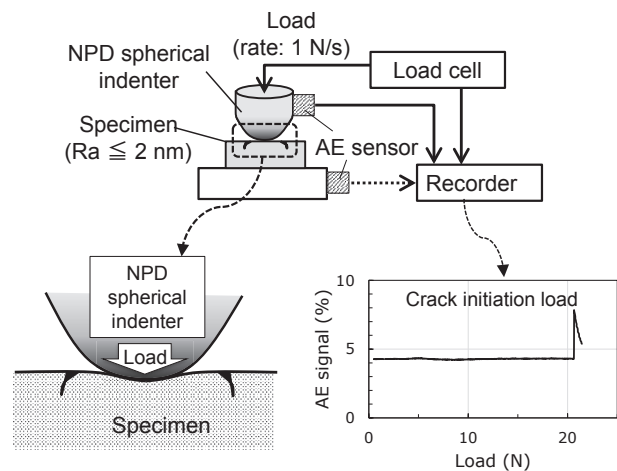 Load
(rate: 1 N/s)
NPD spherical
indenter
Load cell
Specimen
(Ra ≦ 2 nm)
AE sensor
Recorder
NPD
spherical
indenter
Load
Specimen
Crack initiation load
AE signal (%)
10
5
0
0
10
20
Load (N)